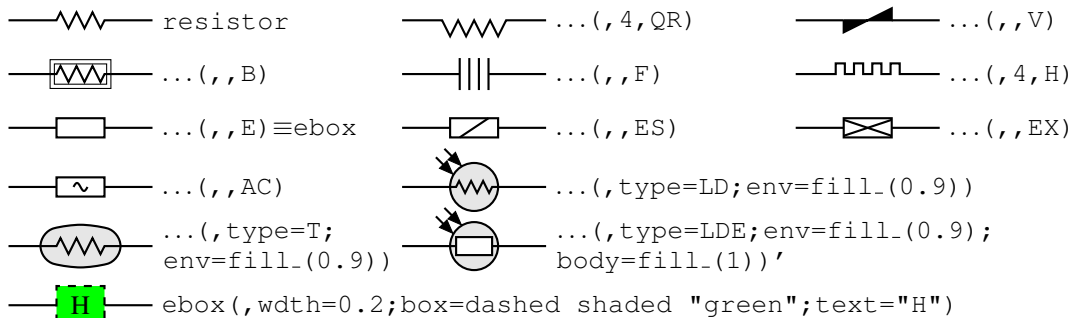 resistor ...(,4,QR) ...(,,V)
...(,,B) ...(,,F) ...(,4,H)
...(,,E)≡ebox ...(,,ES) ...(,,EX)
...(,,AC) ...(,type=LD;env=fill_(0.9))
...(,type=T;
env=fill_(0.9))
...(,type=LDE;env=fill_(0.9);
body=fill_(1))’
H ebox(,wdth=0.2;box=dashed shaded "green";text="H")